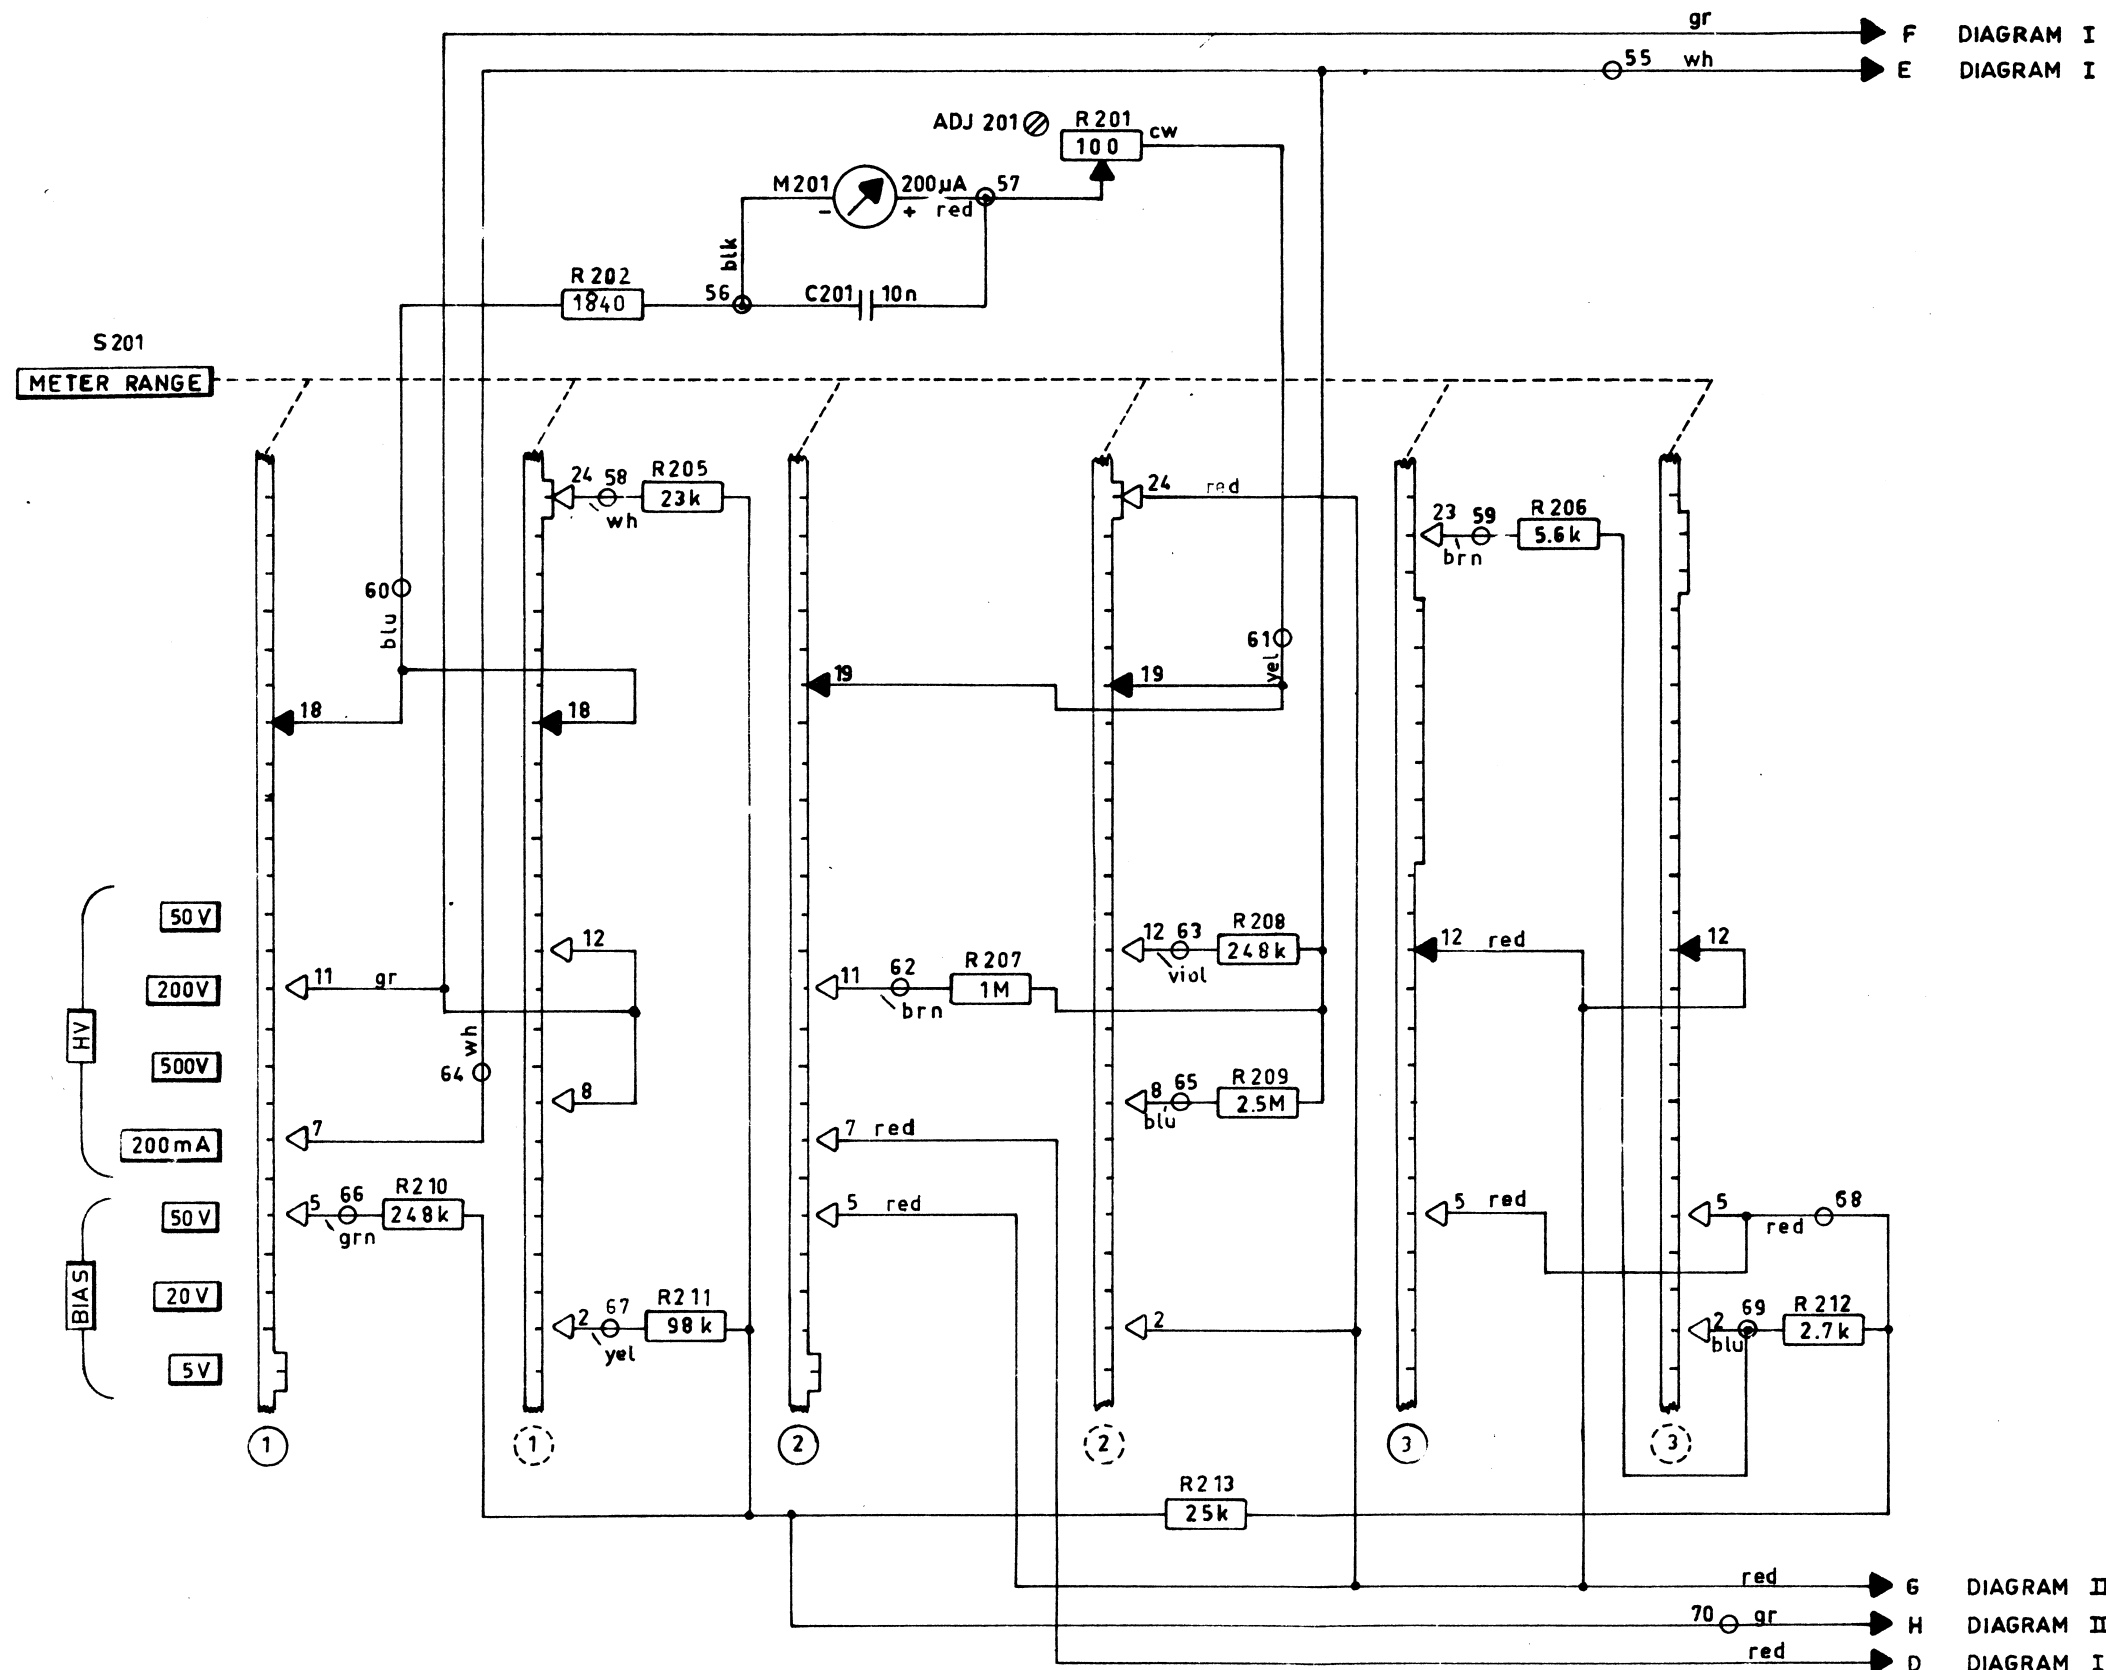 gr F DIAGRAM I
55 wh E DIAGRAM I
ADJ 201 R201 cw
100
M201 200µA 57
- + red
blk
R202
1840 56 C201 10n
S201
METER RANGE
24 58 R205
23k
wh
24 red
23 59 R206
5.6k
brn
60
blu
61
yel
19
19
18
18
50V
12
12 63 R208
248k
viol
12 red
12
200V
11 gr
11 62 R207
1M
brn
HV
500V
wh
64
8
8 65 R209
2.5M
blu
200mA
7
7 red
50V
5 66 R210
248k
grn
5 red
5 red
5 68
red
BIAS
20V
2 67 R211
98k
yel
2
2 69 R212
2.7k
blu
5V
1 1 2 2 3 3
R213
25k
red G DIAGRAM II
70 gr H DIAGRAM II
red D DIAGRAM I